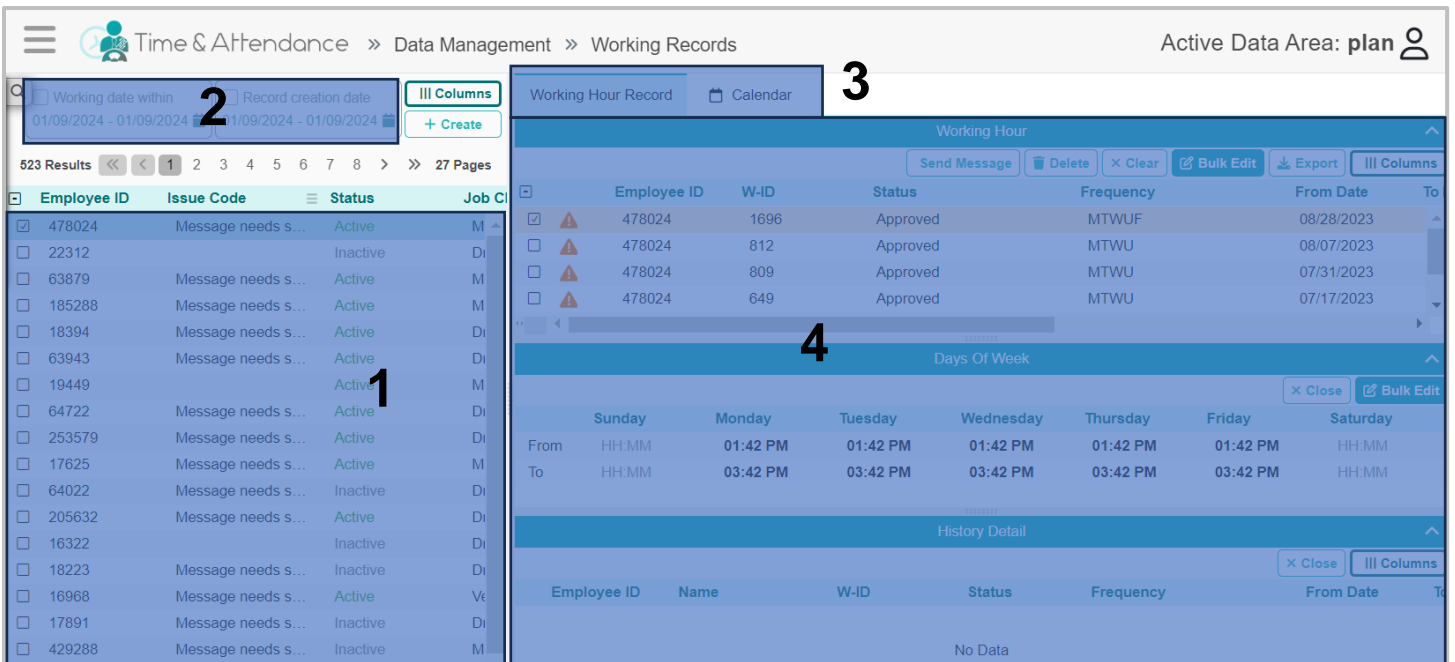 Time & Attendance » Data Management » Working Records
Active Data Area: plan
3
Working date within
Record creation date
2
01/09/2024 - 01/09/2024
01/09/2024 - 01/09/2024
Columns
+ Create
523 Results « < 1 2 3 4 5 6 7 8 > » 27 Pages
Employee ID Issue Code Status Job Cl
478024 Message needs s... Active M
22312 Inactive
63879 Message needs s... Active M
185288 Message needs s... Active M
18394 Message needs s... Active
63943 Message needs s... Active
19449 Active M
1
64722 Message needs s... Active
253579 Message needs s... Active
17625 Message needs s... Active M
64022 Message needs s... Inactive
205632 Message needs s... Active
16322 Inactive
18223 Message needs s... Inactive
16968 Message needs s... Active
17891 Inactive
429288 Message needs s... Inactive M
Working Hour Record Calendar
Working Hour
Send Message Delete × Clear Bulk Edit Export Columns
Employee ID W-ID Status Frequency From Date To
478024 1696 Approved MTWUF 08/28/2023
478024 812 Approved MTWU 08/07/2023
478024 809 Approved MTWU 07/31/2023
478024 649 Approved MTWU 07/17/2023
4
Days Of Week
× Close Bulk Edit
Sunday Monday Tuesday Wednesday Thursday Friday Saturday
From HH:MM 01:42 PM 01:42 PM 01:42 PM 01:42 PM 01:42 PM HH:MM
To HH:MM 03:42 PM 03:42 PM 03:42 PM 03:42 PM 03:42 PM HH:MM
History Detail
× Close Columns
Employee ID Name W-ID Status Frequency From Date
No Data